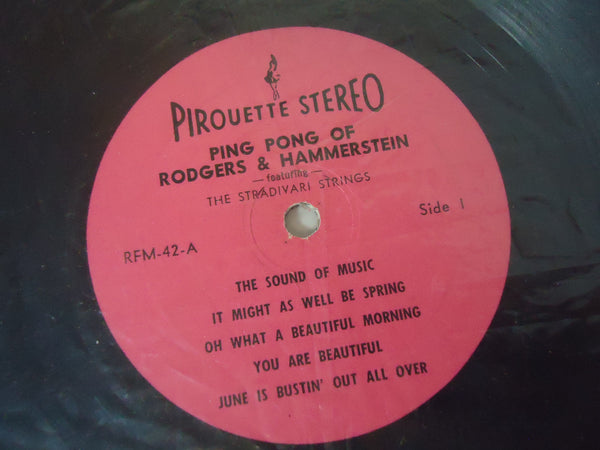 PIROUETTE STEREO
PING PONG OF
RODGERS & HAMMERSTEIN
— featuring —
THE STRADIVARI STRINGS
Side 1
RFM-42-A
THE SOUND OF MUSIC
IT MIGHT AS WELL BE SPRING
OH WHAT A BEAUTIFUL MORNING
YOU ARE BEAUTIFUL
JUNE IS BUSTIN' OUT ALL OVER